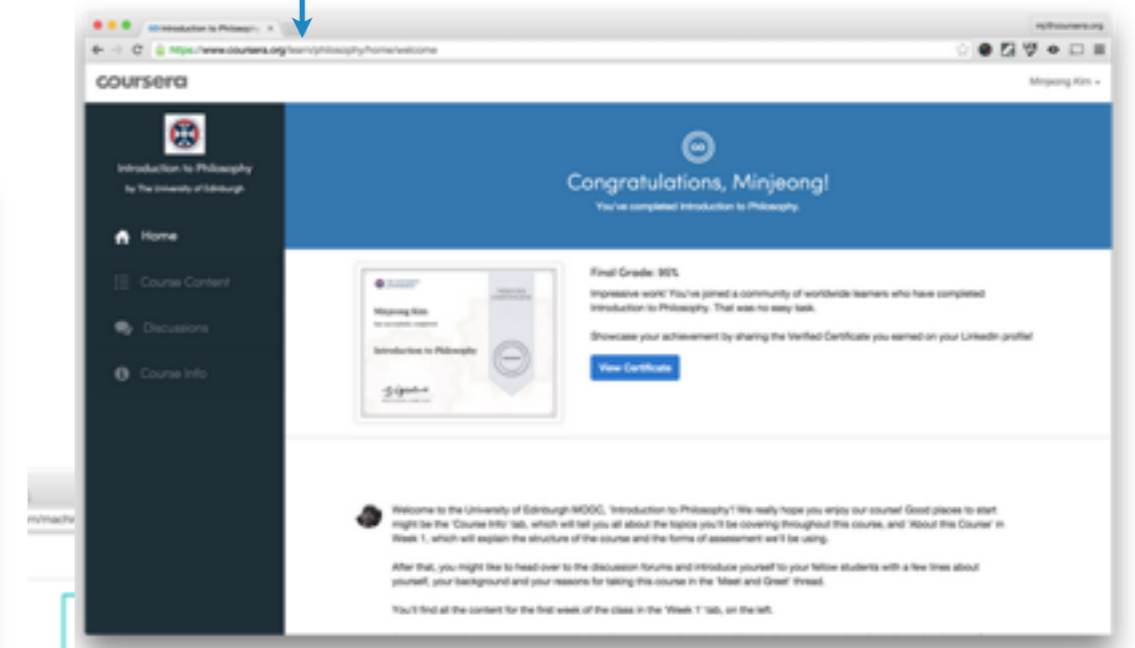 Introduction to Philosophy
https://www.coursera.org/learn/philosophy/home/welcome
coursera
Minjeong Kim
Introduction to Philosophy
by The University of Edinburgh
Home
Course Content
Discussions
Course Info
Congratulations, Minjeong!
You've completed Introduction to Philosophy.
Minjeong Kim
Introduction to Philosophy
Final Grade: 95%
Impressive work! You've joined a community of worldwide learners who have completed
Introduction to Philosophy. That was no easy task.
Showcase your achievement by sharing the Verified Certificate you earned on your LinkedIn profile!
View Certificate
Welcome to the University of Edinburgh MOOC, 'Introduction to Philosophy'! We really hope you enjoy our course! Good places to start
might be the 'Course Info' tab, which will tell you all about the topics you'll be covering throughout this course, and 'About this Course' in
Week 1, which will explain the structure of the course and the forms of assessment we'll be using.
After that, you might like to head over to the discussion forums and introduce yourself to your fellow students with a few lines about
yourself, your background and your reasons for taking this course in the 'Meet and Greet' thread.
You'll find all the content for the first week of the class in the 'Week 1' tab, on the left.